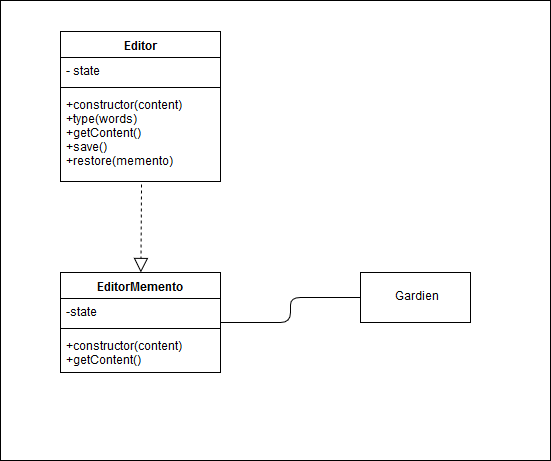 Editor
- state
+constructor(content)
+type(words)
+getContent()
+save()
+restore(memento)
EditorMemento
-state
+constructor(content)
+getContent()
Gardien